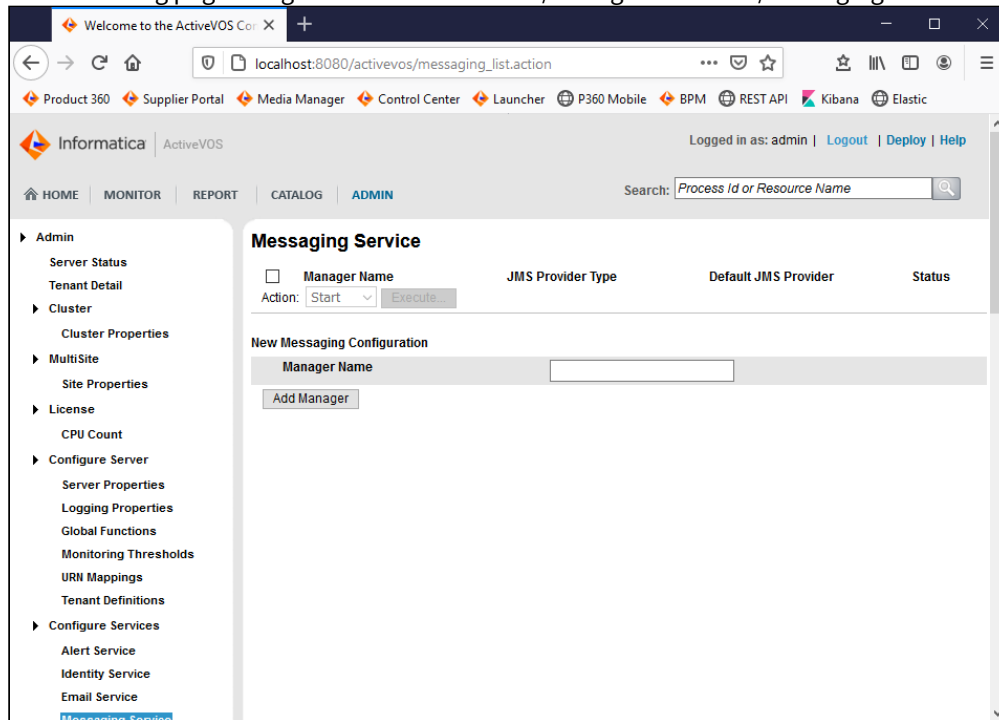 Welcome to the ActiveVOS Con
localhost:8080/activevos/messaging_list.action
Product 360 Supplier Portal Media Manager Control Center Launcher P360 Mobile BPM REST API Kibana Elastic
Informatica ActiveVOS
Logged in as: admin | Logout | Deploy | Help
HOME MONITOR REPORT CATALOG ADMIN
Search: Process Id or Resource Name
Admin
Server Status
Tenant Detail
Cluster
Cluster Properties
MultiSite
Site Properties
License
CPU Count
Configure Server
Server Properties
Logging Properties
Global Functions
Monitoring Thresholds
URN Mappings
Tenant Definitions
Configure Services
Alert Service
Identity Service
Email Service
Messaging Service
Messaging Service
Manager Name JMS Provider Type Default JMS Provider Status
Action: Start Execute...
New Messaging Configuration
Manager Name
Add Manager